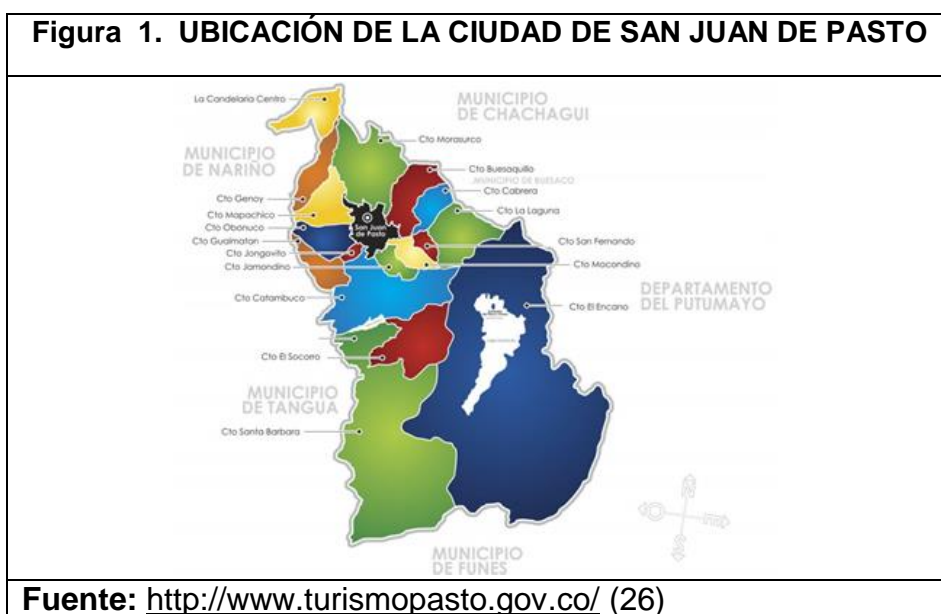 Figura 1. UBICACIÓN DE LA CIUDAD DE SAN JUAN DE PASTO
La Candelaria Centro
MUNICIPIO
DE CHACHAGUI
Cto Morasurco
MUNICIPIO
DE NARIÑO
Cto Buesaquillo
MUNICIPIO DE BUESACO
Cto Cabrera
Cto Genoy
Cto La Laguna
Cto Mapachico
Cto Obonuco
San Juan
de Pasto
Cto Gualmatan
Cto San Fernando
Cto Jongovito
Cto Mocondino
Cto Jamondino
DEPARTAMENTO
DEL PUTUMAYO
Cto Catambuco
Cto El Encano
Cto El Socorro
MUNICIPIO
DE TANGUA
Cto Santa Barbara
MUNICIPIO
DE FUNES
Fuente: http://www.turismopasto.gov.co/ (26)